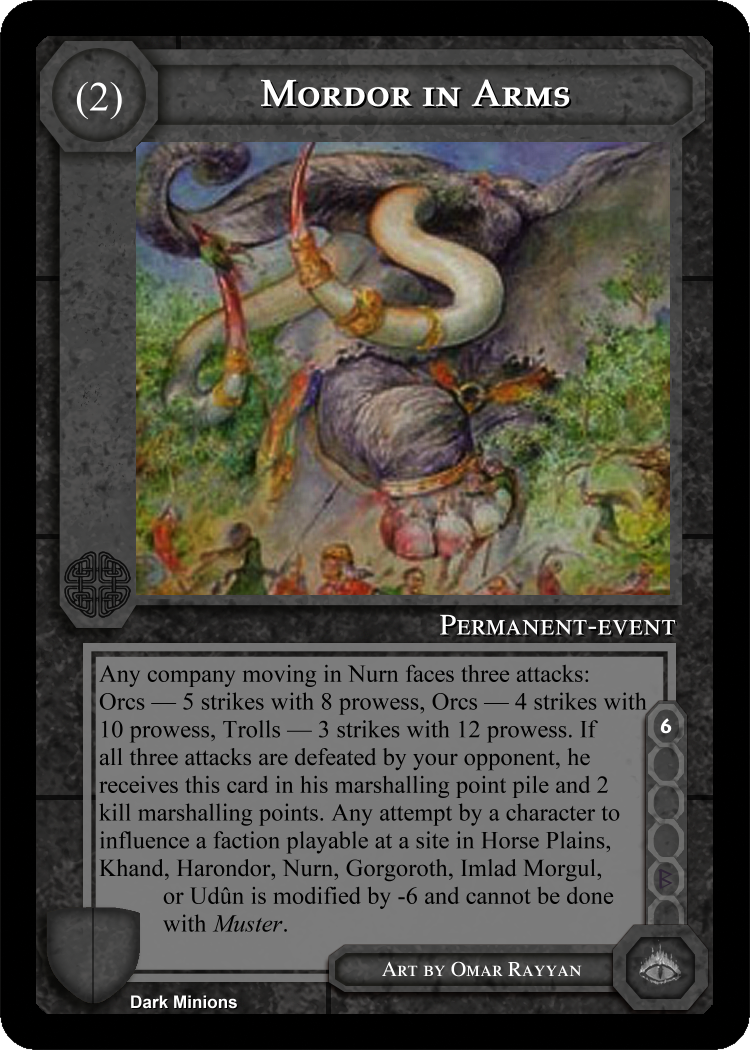 (2)
Mordor in Arms
Permanent-event
Any company moving in Nurn faces three attacks:
Orcs — 5 strikes with 8 prowess, Orcs — 4 strikes with
10 prowess, Trolls — 3 strikes with 12 prowess. If
all three attacks are defeated by your opponent, he
receives this card in his marshalling point pile and 2
kill marshalling points. Any attempt by a character to
influence a faction playable at a site in Horse Plains,
Khand, Harondor, Nurn, Gorgoroth, Imlad Morgul,
or Udûn is modified by -6 and cannot be done
with Muster.
6
B
Art by Omar Rayyan
Dark Minions